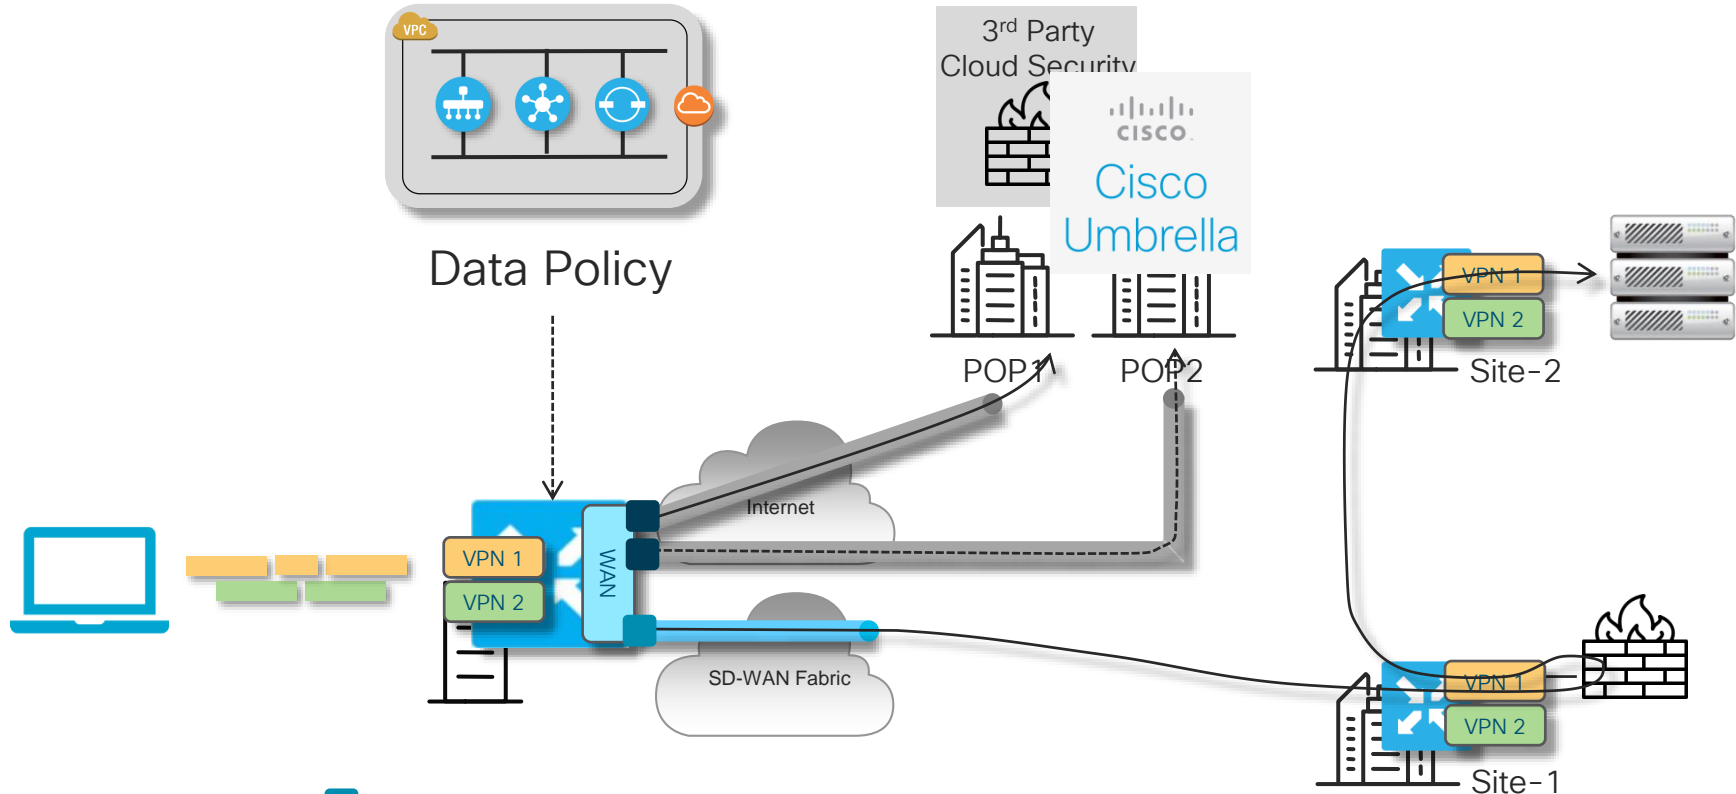 VPC
Data Policy
3rd Party
Cloud Security
CISCO
Cisco
Umbrella
POP1
POP2
VPN 1
VPN 2
Site-2
Internet
VPN 1
VPN 2
WAN
SD-WAN Fabric
VPN 1
VPN 2
Site-1